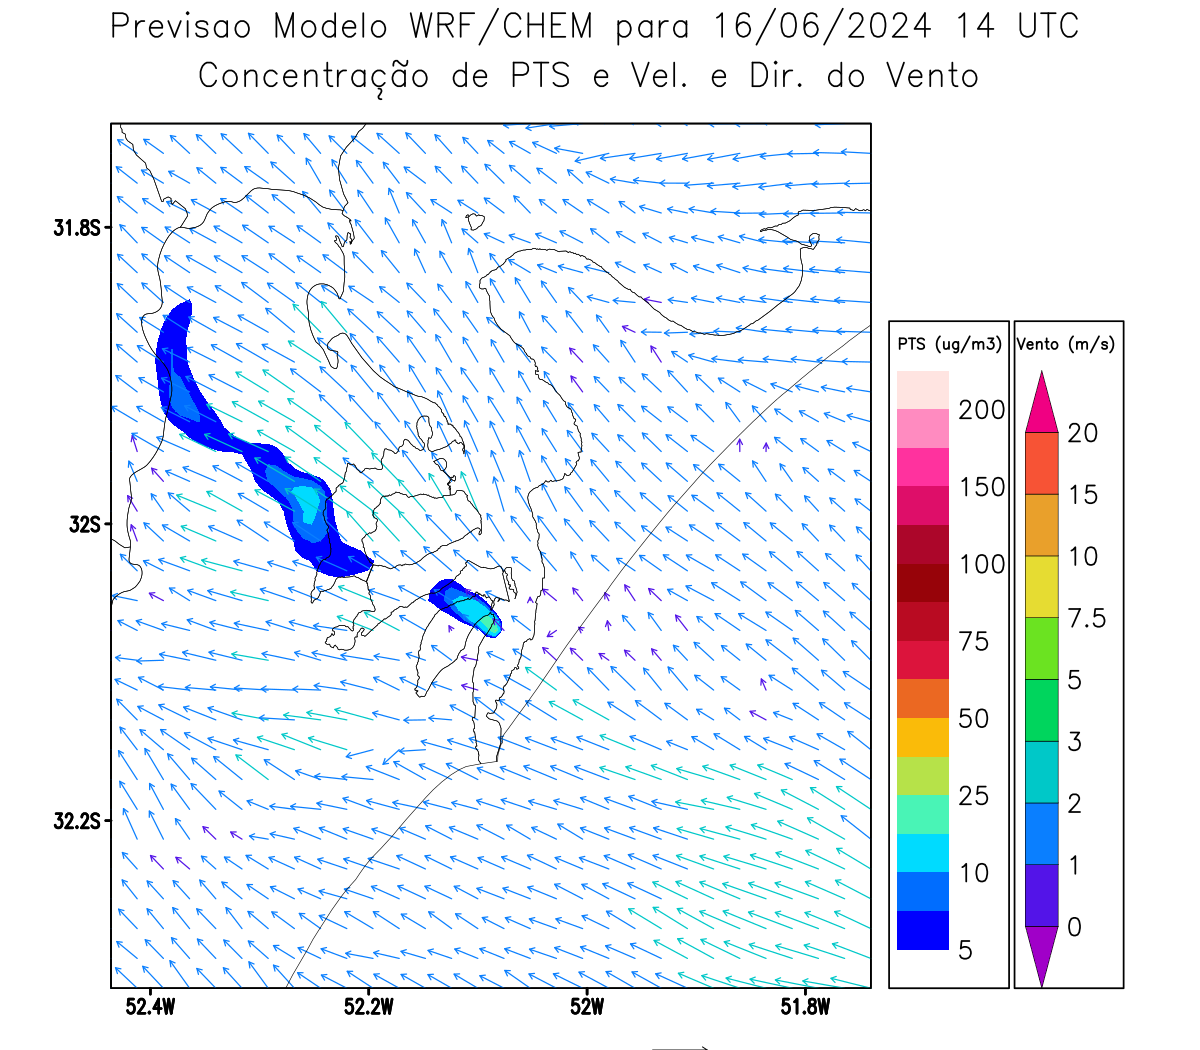 Previsao Modelo WRF/CHEM para 16/06/2024 14 UTC
Concentração de PTS e Vel. e Dir. do Vento
31.8S
32S
32.2S
52.4W 52.2W 52W 51.8W
PTS (ug/m3)
200
150
100
75
50
25
10
5
Vento (m/s)
20
15
10
7.5
5
3
2
1
0